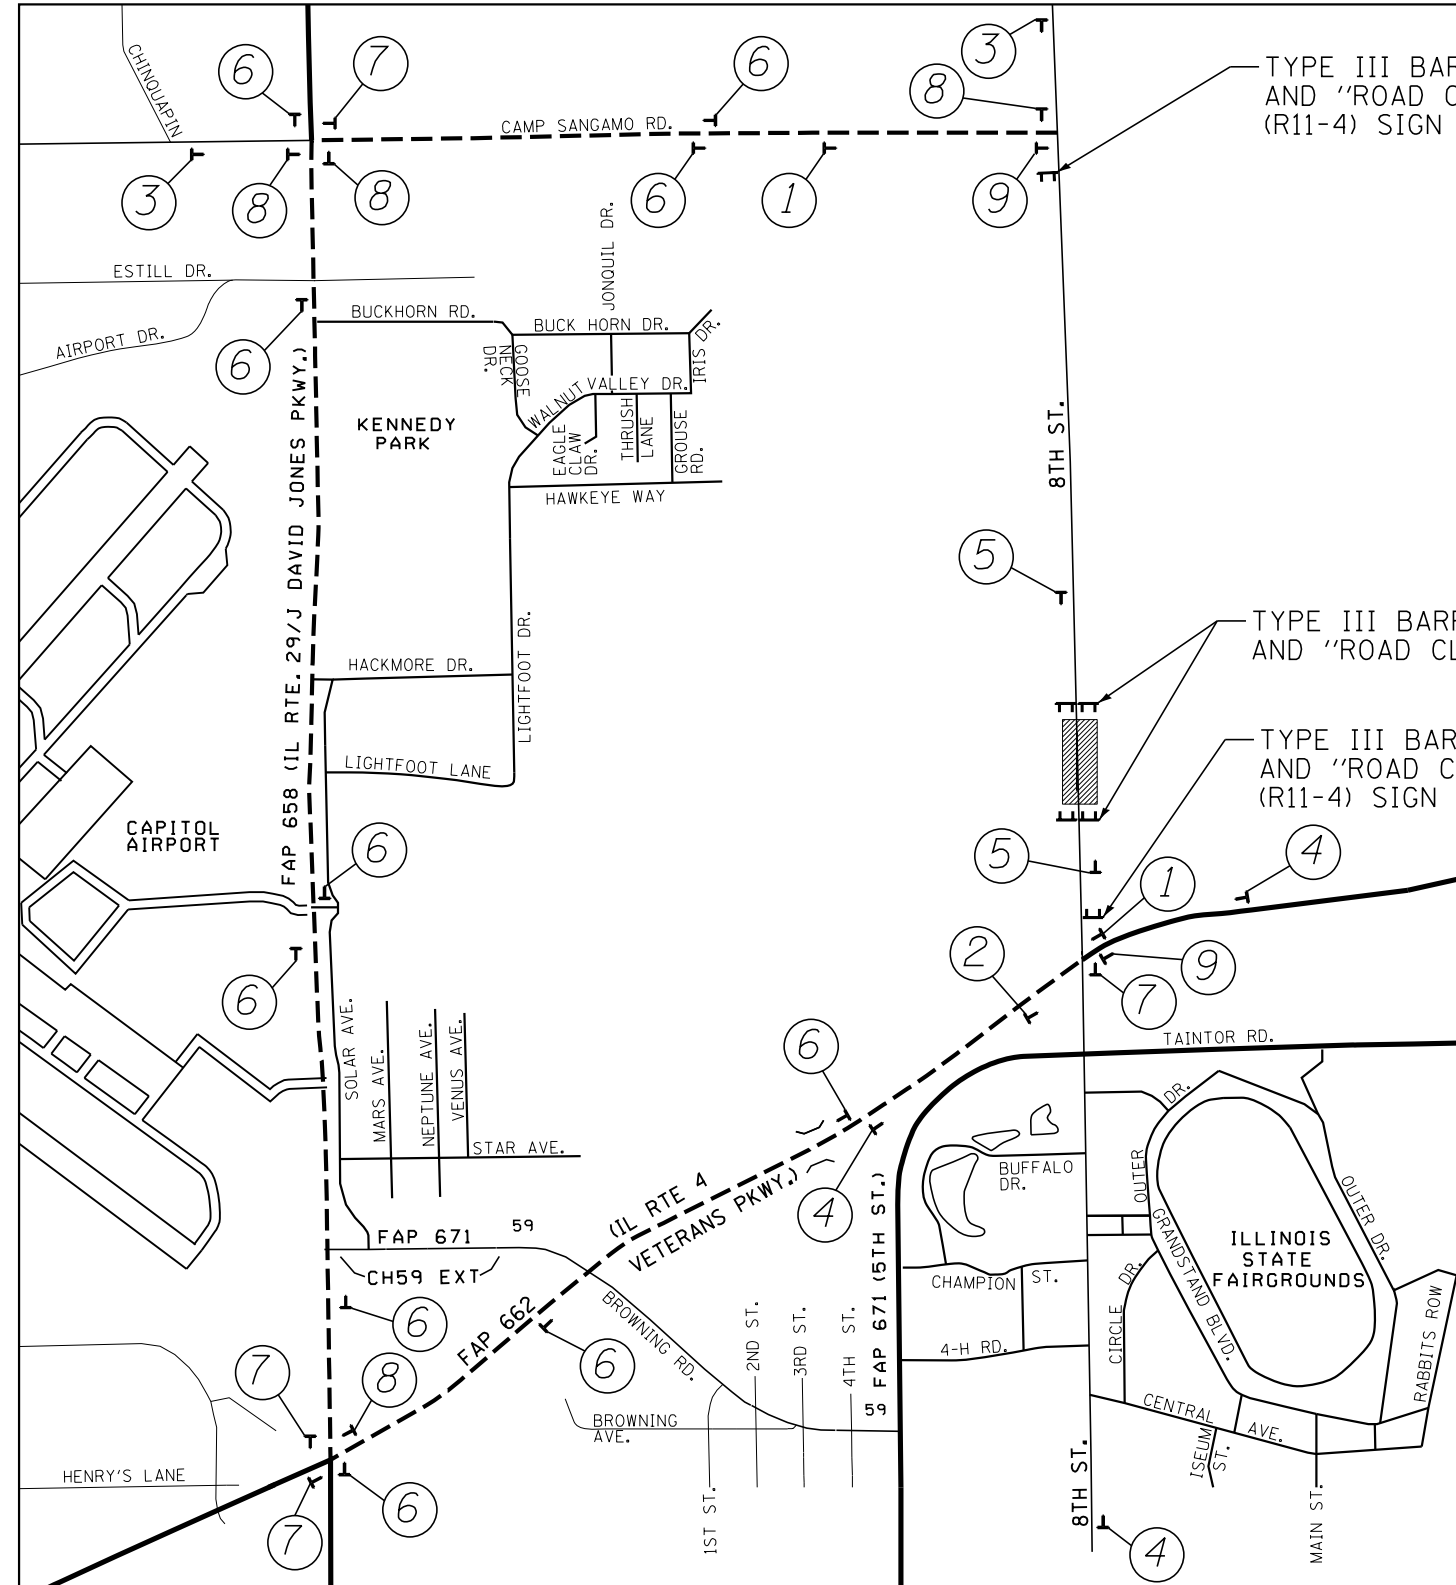 3
6
7
6
8
TYPE III BAR
AND "ROAD C
(R11-4) SIGN
CHINQUAPIN
CAMP SANGAMO RD.
3
8
8
6
1
9
ESTILL DR.
JONQUIL DR.
AIRPORT DR.
6
BUCKHORN RD.
BUCK HORN DR.
IRIS DR.
GOOSE
NECK
DR.
WALNUT VALLEY DR.
KENNEDY
PARK
EAGLE
CLAW
DR.
THRUSH
LANE
GROUSE
RD.
HAWKEYE WAY
8TH ST.
FAP 658 (IL RTE. 29/J DAVID JONES PKWY.)
5
HACKMORE DR.
LIGHTFOOT DR.
LIGHTFOOT LANE
TYPE III BARR
AND "ROAD CL
TYPE III BAR
AND "ROAD C
(R11-4) SIGN
CAPITOL
AIRPORT
6
5
4
1
6
2
9
7
SOLAR AVE.
MARS AVE.
NEPTUNE AVE.
VENUS AVE.
STAR AVE.
6
TAINTOR RD.
4
FAP 671
59
CH59 EXT
(IL RTE 4
VETERANS PKWY.)
FAP 662
FAP 671 (5TH ST.)
59
BUFFALO
DR.
OUTER
DR.
OUTER DR.
GRANDSTAND BLVD.
ILLINOIS
STATE
FAIRGROUNDS
CHAMPION ST.
4-H RD.
CIRCLE
DR.
RABBITS ROW
6
6
7
8
BROWNING RD.
BROWNING
AVE.
1ST ST.
2ND ST.
3RD ST.
4TH ST.
CENTRAL AVE.
ISEUM
ST.
MAIN ST.
8TH ST.
HENRY'S LANE
6
7
4